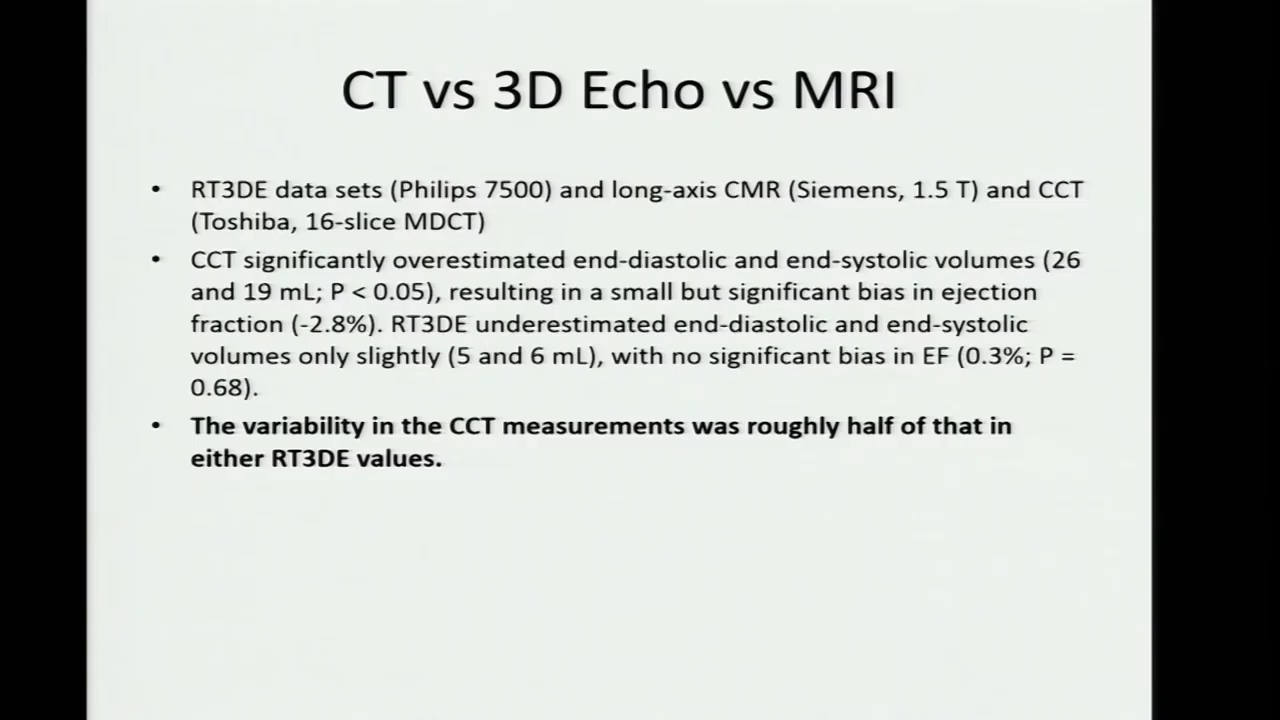 CT vs 3D Echo vs MRI
• RT3DE data sets (Philips 7500) and long-axis CMR (Siemens, 1.5 T) and CCT
(Toshiba, 16-slice MDCT)
• CCT significantly overestimated end-diastolic and end-systolic volumes (26
and 19 mL; P < 0.05), resulting in a small but significant bias in ejection
fraction (-2.8%). RT3DE underestimated end-diastolic and end-systolic
volumes only slightly (5 and 6 mL), with no significant bias in EF (0.3%; P =
0.68).
• The variability in the CCT measurements was roughly half of that in
either RT3DE values.